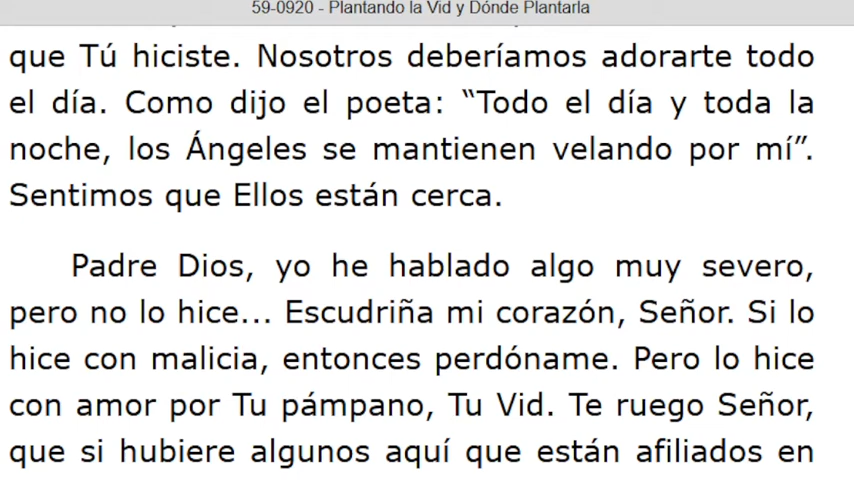 59-0920 - Plantando la Vid y Dónde Plantarla
que Tú hiciste. Nosotros deberíamos adorarte todo
el día. Como dijo el poeta: “Todo el día y toda la
noche, los Ángeles se mantienen velando por mí”.
Sentimos que Ellos están cerca.
Padre Dios, yo he hablado algo muy severo,
pero no lo hice... Escudriña mi corazón, Señor. Si lo
hice con malicia, entonces perdóname. Pero lo hice
con amor por Tu pámpano, Tu Vid. Te ruego Señor,
que si hubiere algunos aquí que están afiliados en